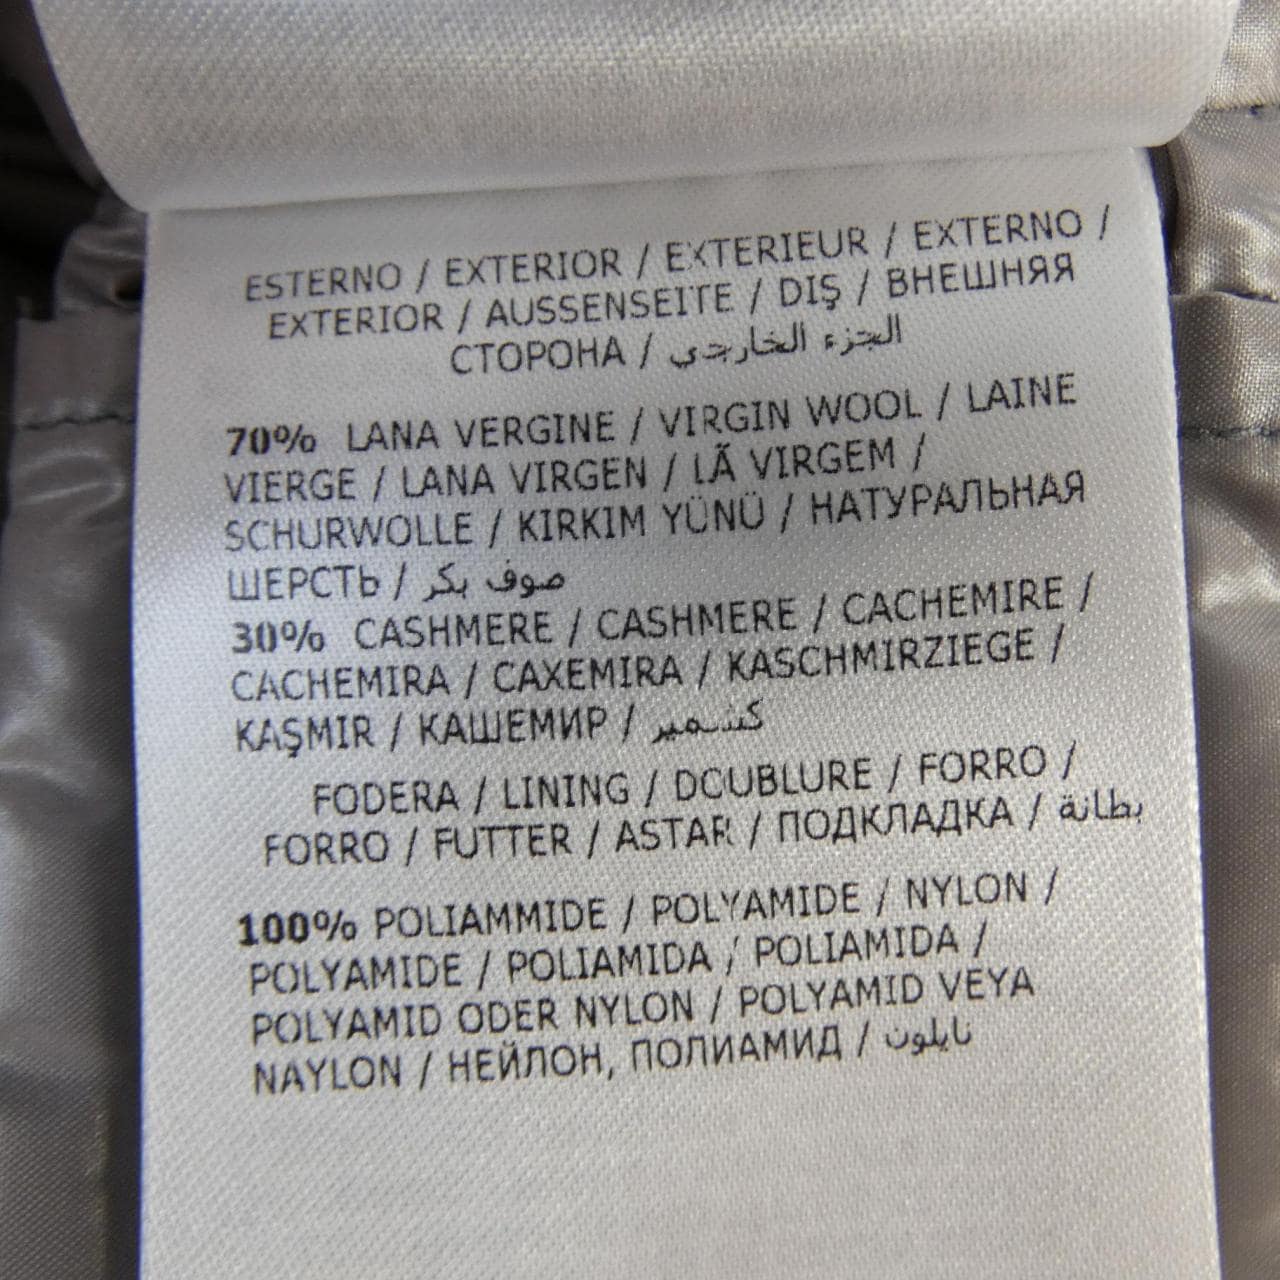 ESTERNO / EXTERIOR / EXTERIEUR / EXTERNO /
EXTERIOR / AUSSENSEITE / DIŞ / ВНЕШНЯЯ
СТОРОНА / الجزء الخارجي
70% LANA VERGINE / VIRGIN WOOL / LAINE
VIERGE / LANA VIRGEN / LÃ VIRGEM /
SCHURWOLLE / KIRKIM YÜNÜ / НАТУРАЛЬНАЯ
ШЕРСТЬ / صوف بكر
30% CASHMERE / CASHMERE / CACHEMIRE /
CACHEMIRA / CAXEMIRA / KASCHMIRZIEGE /
KAŞMIR / КАШЕМИР / كشمير
FODERA / LINING / DOUBLURE / FORRO /
FORRO / FUTTER / ASTAR / ПОДКЛАДКА / بطانة
100% POLIAMMIDE / POLYAMIDE / NYLON /
POLYAMIDE / POLIAMIDA / POLIAMIDA /
POLYAMID ODER NYLON / POLYAMID VEYA
NAYLON / НЕЙЛОН, ПОЛИАМИД / نايلون